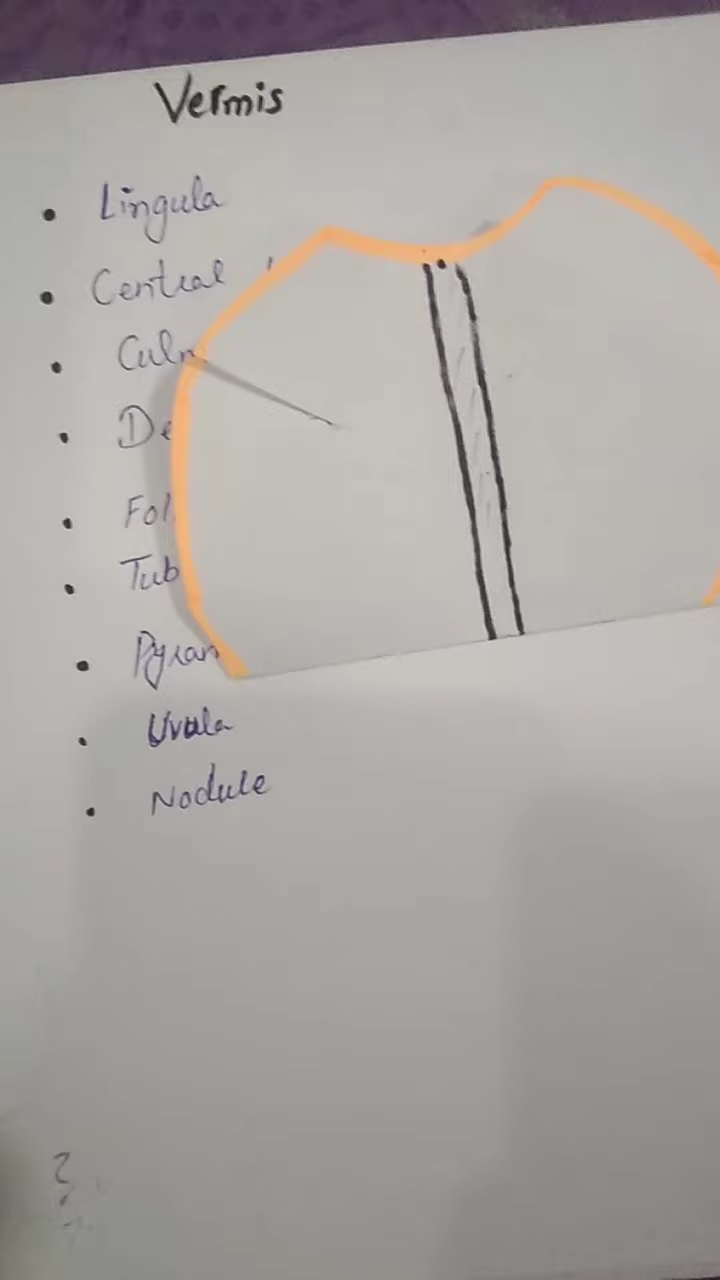 Vermis
• Lingula
• Central
• Culm
• De
• Fol
• Tub
• Pyram
• Uvula
• Nodule
?